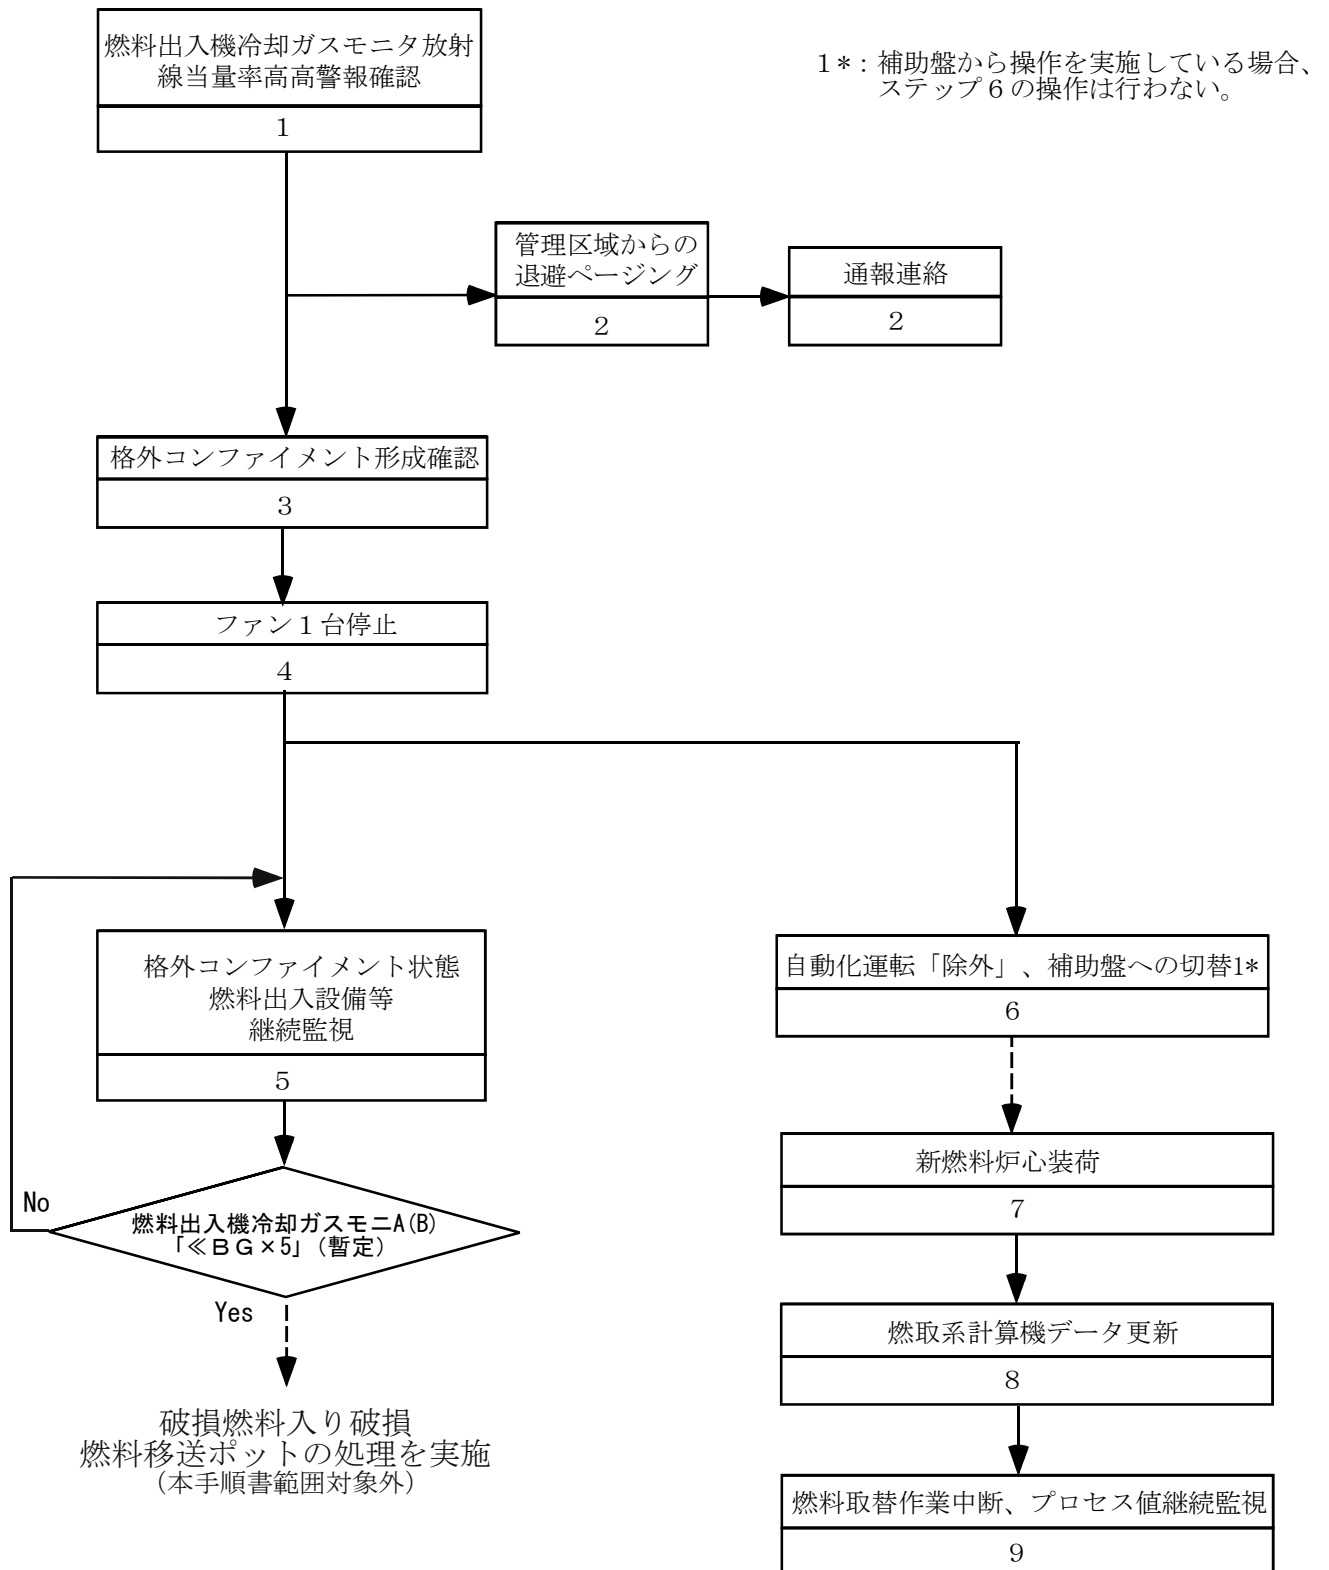 燃料出入機冷却ガスモニタ放射
線当量率高高警報確認
1
1*：補助盤から操作を実施している場合、
ステップ6の操作は行わない。
管理区域からの
退避ページング
2
通報連絡
2
格外コンファイメント形成確認
3
ファン1台停止
4
格外コンファイメント状態
燃料出入設備等
継続監視
5
自動化運転「除外」、補助盤への切替1*
6
No
燃料出入機冷却ガスモニA(B)
「≪BG×5」（暫定）
Yes
新燃料炉心装荷
7
燃取系計算機データ更新
8
破損燃料入り破損
燃料移送ポットの処理を実施
（本手順書範囲対象外）
燃料取替作業中断、プロセス値継続監視
9